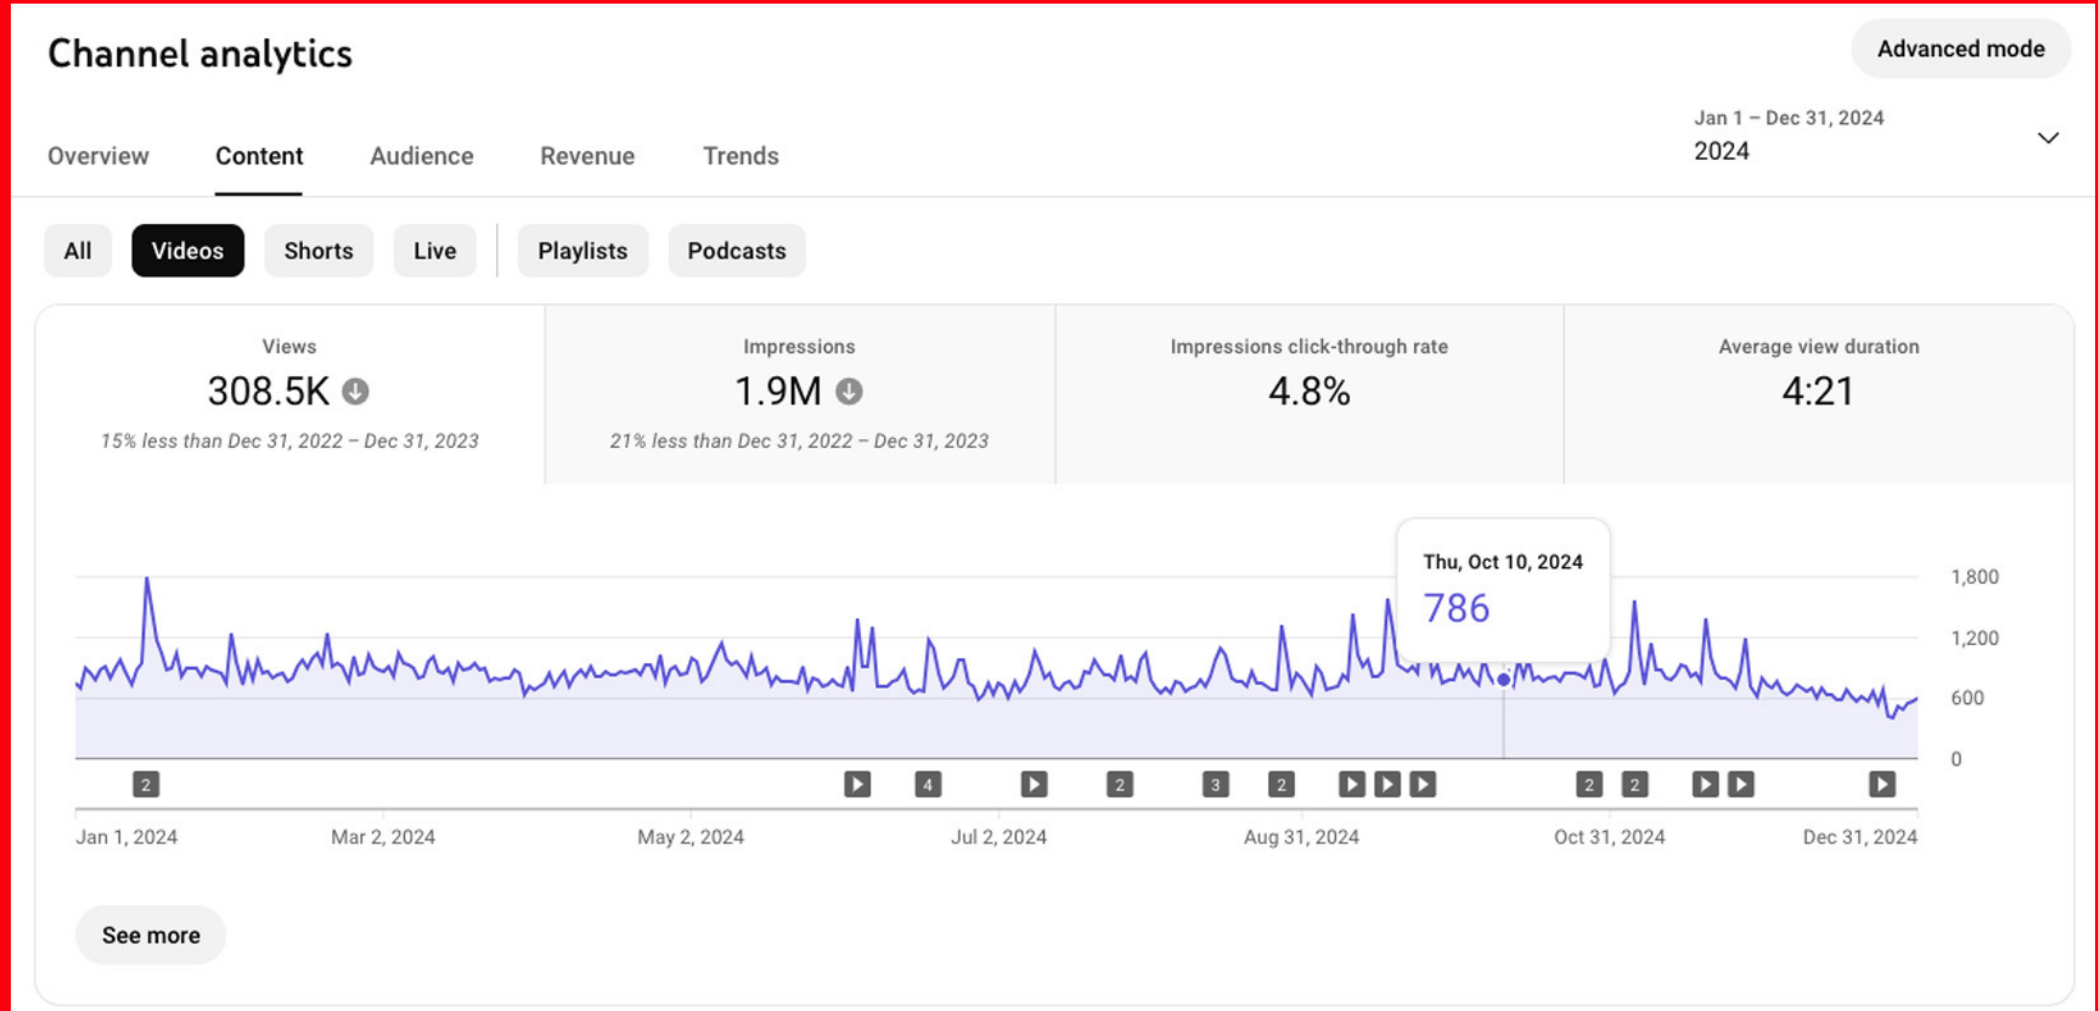 Channel analytics
Advanced mode
Jan 1 – Dec 31, 2024
2024
Overview
Content
Audience
Revenue
Trends
All
Videos
Shorts
Live
Playlists
Podcasts
Views
308.5K
15% less than Dec 31, 2022 – Dec 31, 2023
Impressions
1.9M
21% less than Dec 31, 2022 – Dec 31, 2023
Impressions click-through rate
4.8%
Average view duration
4:21
Thu, Oct 10, 2024
786
1,800
1,200
600
0
2
4
2
3
2
2
2
Jan 1, 2024
Mar 2, 2024
May 2, 2024
Jul 2, 2024
Aug 31, 2024
Oct 31, 2024
Dec 31, 2024
See more